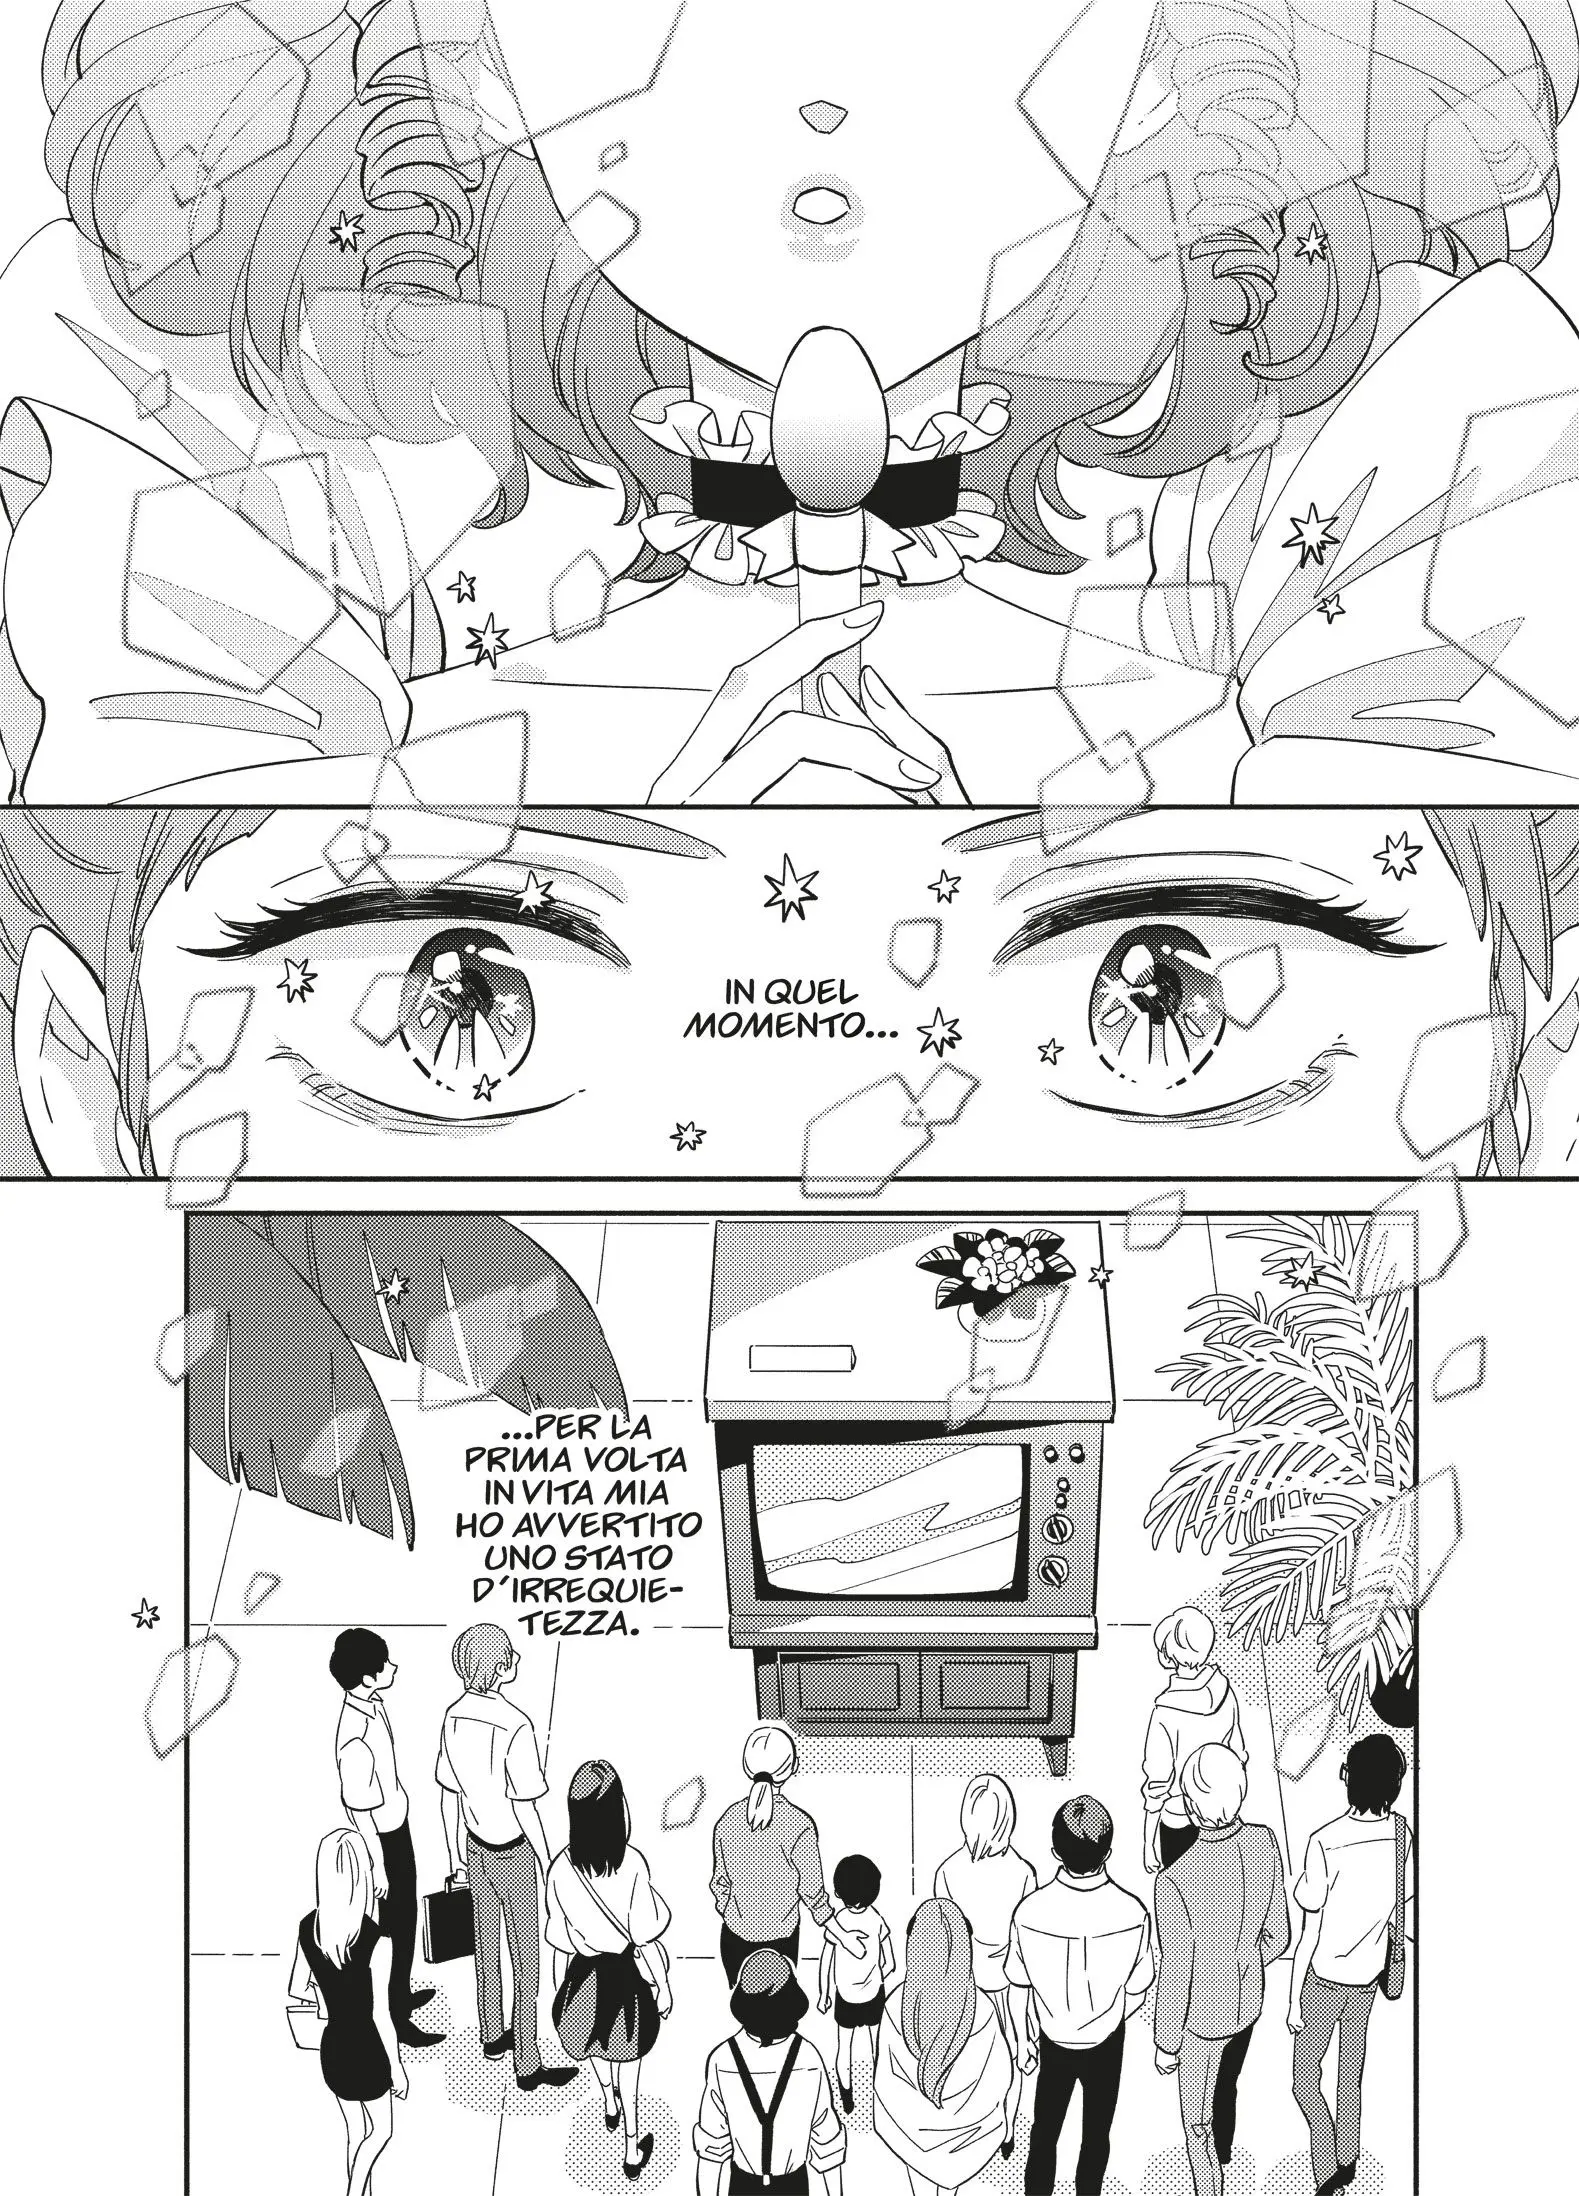 IN QUEL
MOMENTO...
...PER LA
PRIMA VOLTA
IN VITA MIA
HO AVVERTITO
UNO STATO
D'IRREQUIE-
TEZZA.